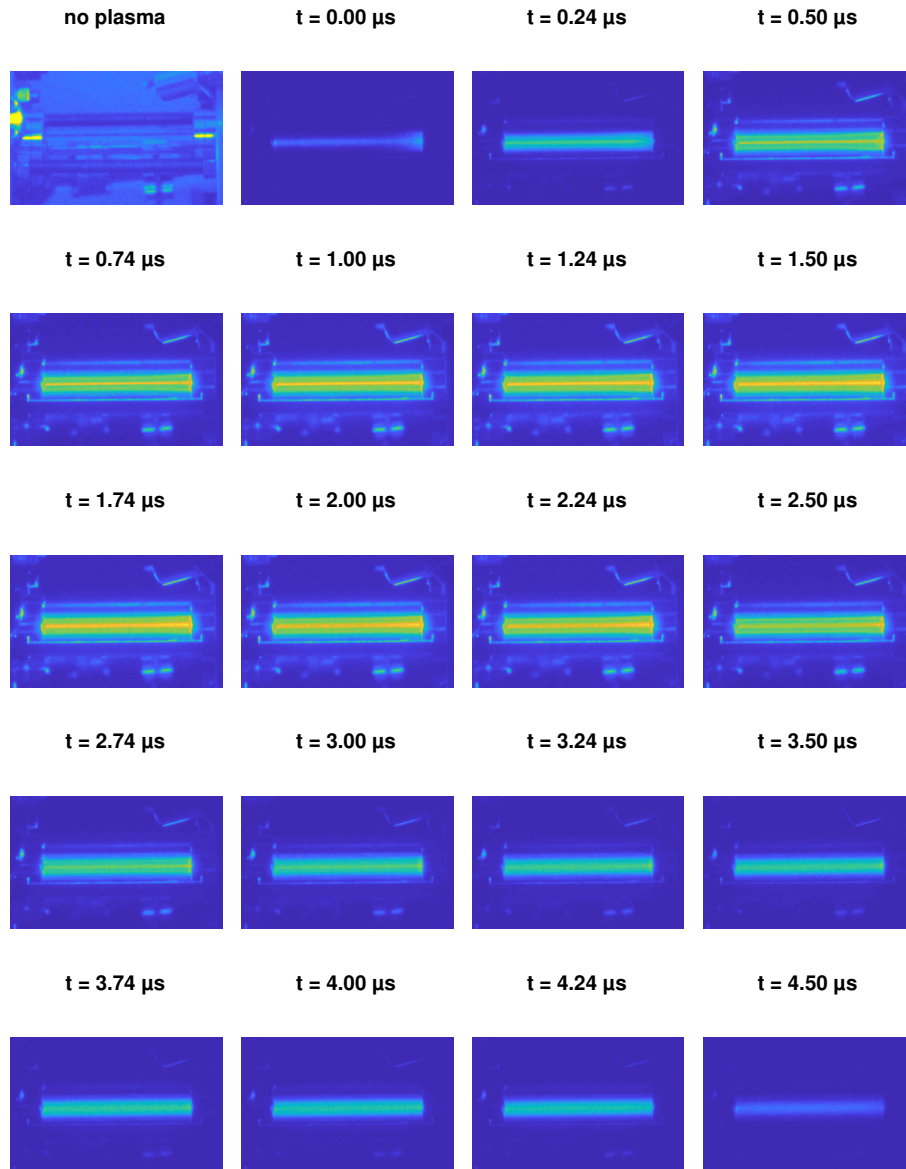 no plasma
t = 0.00 µs
t = 0.24 µs
t = 0.50 µs
t = 0.74 µs
t = 1.00 µs
t = 1.24 µs
t = 1.50 µs
t = 1.74 µs
t = 2.00 µs
t = 2.24 µs
t = 2.50 µs
t = 2.74 µs
t = 3.00 µs
t = 3.24 µs
t = 3.50 µs
t = 3.74 µs
t = 4.00 µs
t = 4.24 µs
t = 4.50 µs